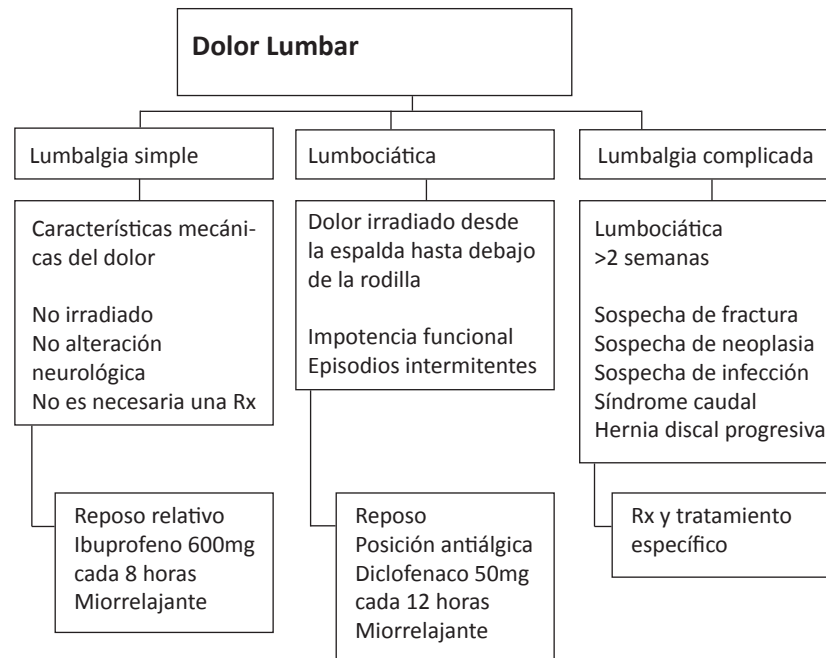 Dolor Lumbar
Lumbalgia simple
Características mecáni-
cas del dolor
No irradiado
No alteración
neurológica
No es necesaria una Rx
Reposo relativo
Ibuprofeno 600mg
cada 8 horas
Miorrelajante
Lumbociática
Dolor irradiado desde
la espalda hasta debajo
de la rodilla
Impotencia funcional
Episodios intermitentes
Reposo
Posición antiálgica
Diclofenaco 50mg
cada 12 horas
Miorrelajante
Lumbalgia complicada
Lumbociática
>2 semanas
Sospecha de fractura
Sospecha de neoplasia
Sospecha de infección
Síndrome caudal
Hernia discal progresiva
Rx y tratamiento
específico